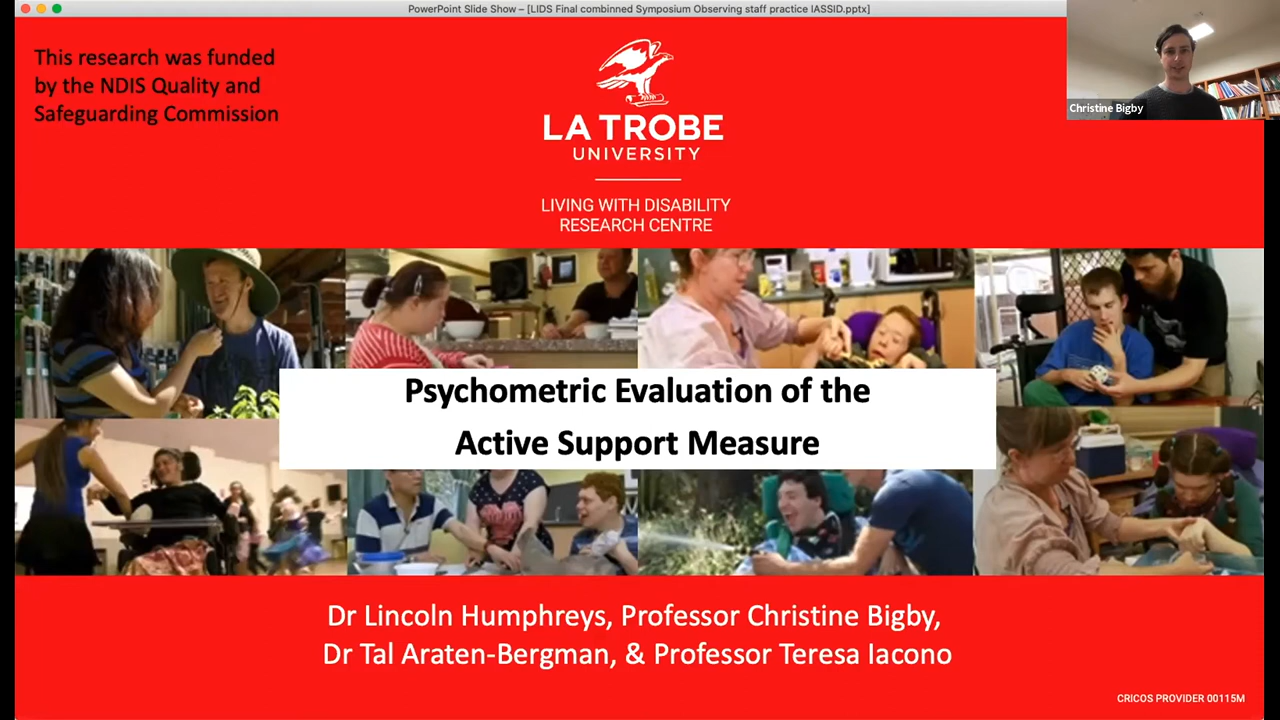 PowerPoint Slide Show – [LIDS Final combinned Symposium Observing staff practice IASSID.pptx]
This research was funded
by the NDIS Quality and
Safeguarding Commission
LA TROBE
UNIVERSITY
LIVING WITH DISABILITY
RESEARCH CENTRE
Christine Bigby
Psychometric Evaluation of the
Active Support Measure
Dr Lincoln Humphreys, Professor Christine Bigby,
Dr Tal Araten-Bergman, & Professor Teresa Iacono
CRICOS PROVIDER 00115M